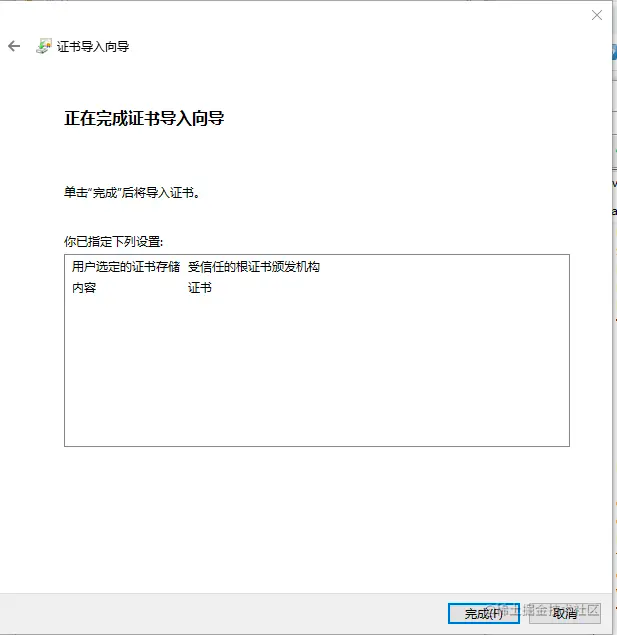 证书导入向导
正在完成证书导入向导
单击“完成”后将导入证书。
你已指定下列设置:
用户选定的证书存储 受信任的根证书颁发机构
内容 证书
完成(F) 取消
@稀土掘金技术社区